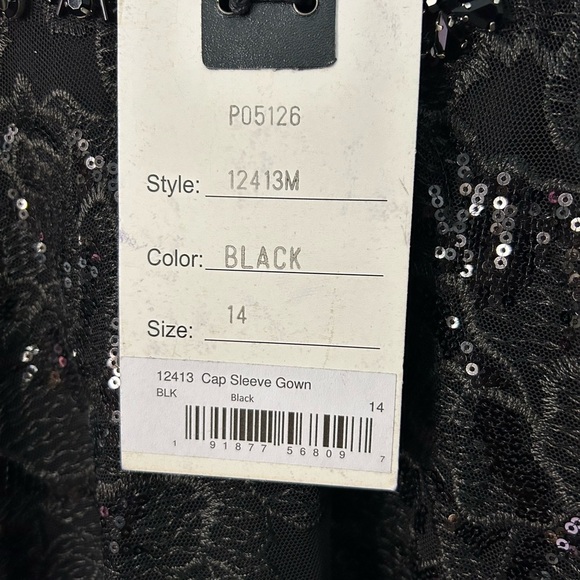 P05126
Style: 12413M
Color: BLACK
Size: 14
12413 Cap Sleeve Gown
BLK Black 14
1 91877 56809 7